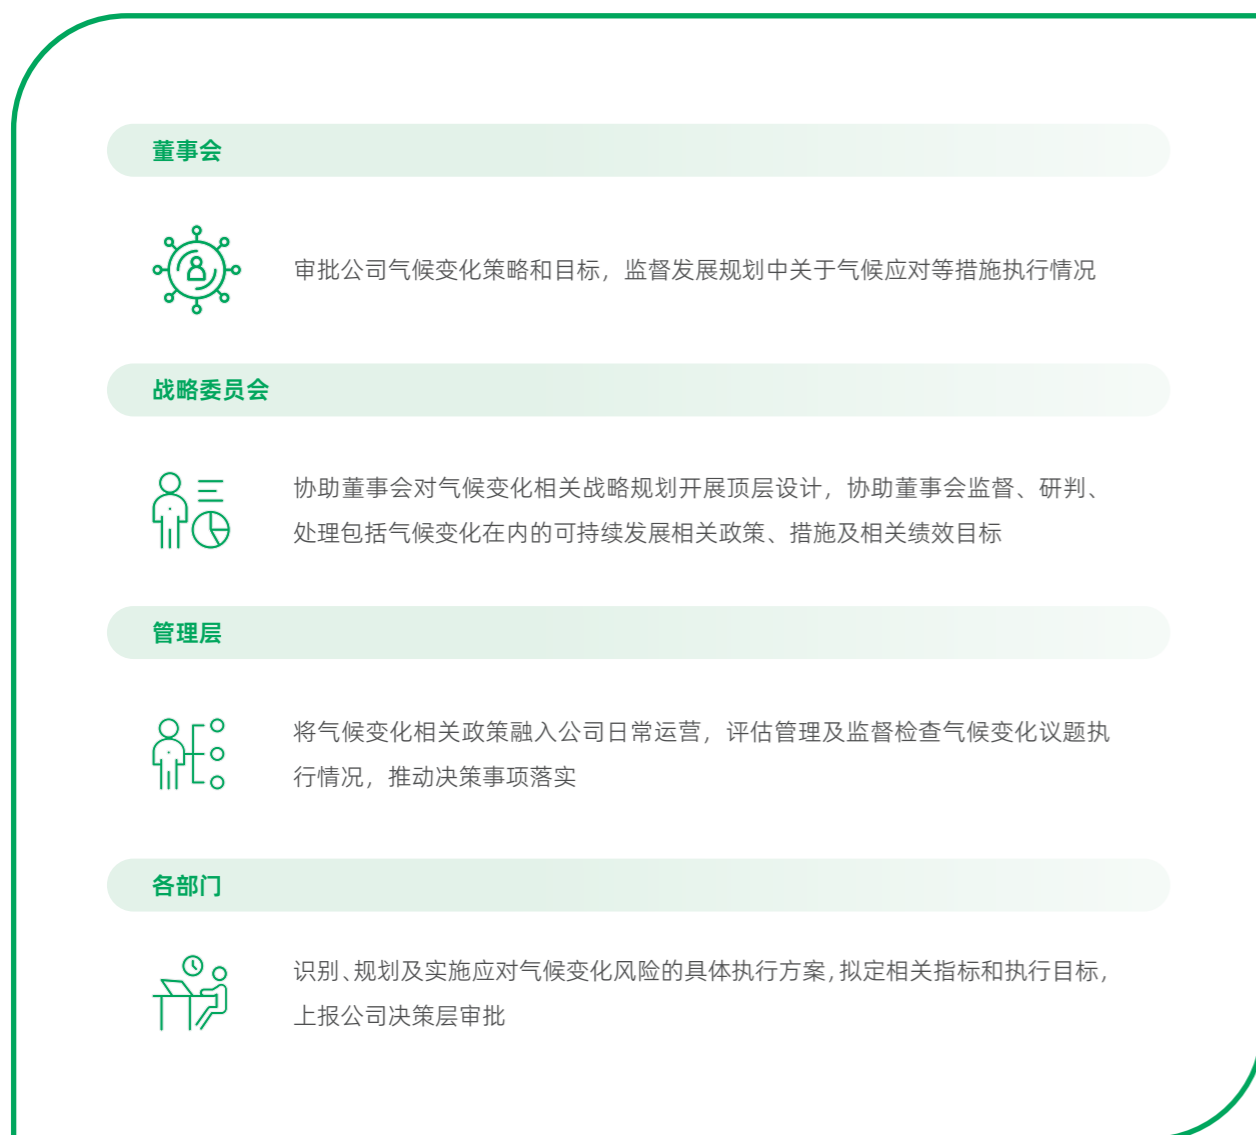 董事会
审批公司气候变化策略和目标，监督发展规划中关于气候应对等措施执行情况
战略委员会
协助董事会对气候变化相关战略规划开展顶层设计，协助董事会监督、研判、
处理包括气候变化在内的可持续发展相关政策、措施及相关绩效目标
管理层
将气候变化相关政策融入公司日常运营，评估管理及监督检查气候变化议题执
行情况，推动决策事项落实
各部门
识别、规划及实施应对气候变化风险的具体执行方案，拟定相关指标和执行目标，
上报公司决策层审批